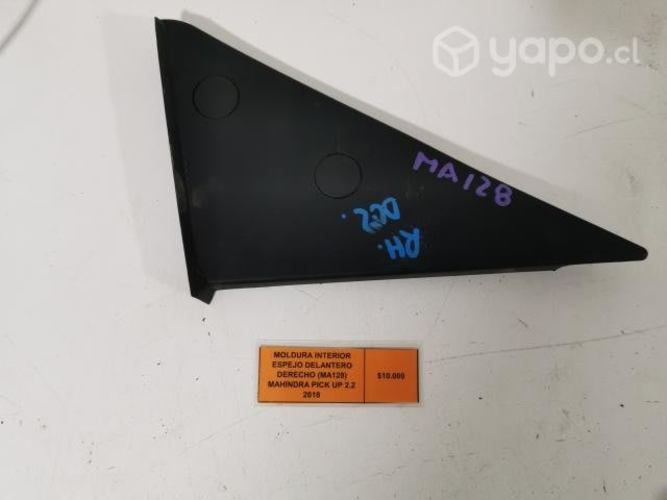 yapo.cl
MA128
DER.
RH.
MOLDURA INTERIOR
ESPEJO DELANTERO
DERECHO (MA128)
MAHINDRA PICK UP 2.2
2018
$10.000